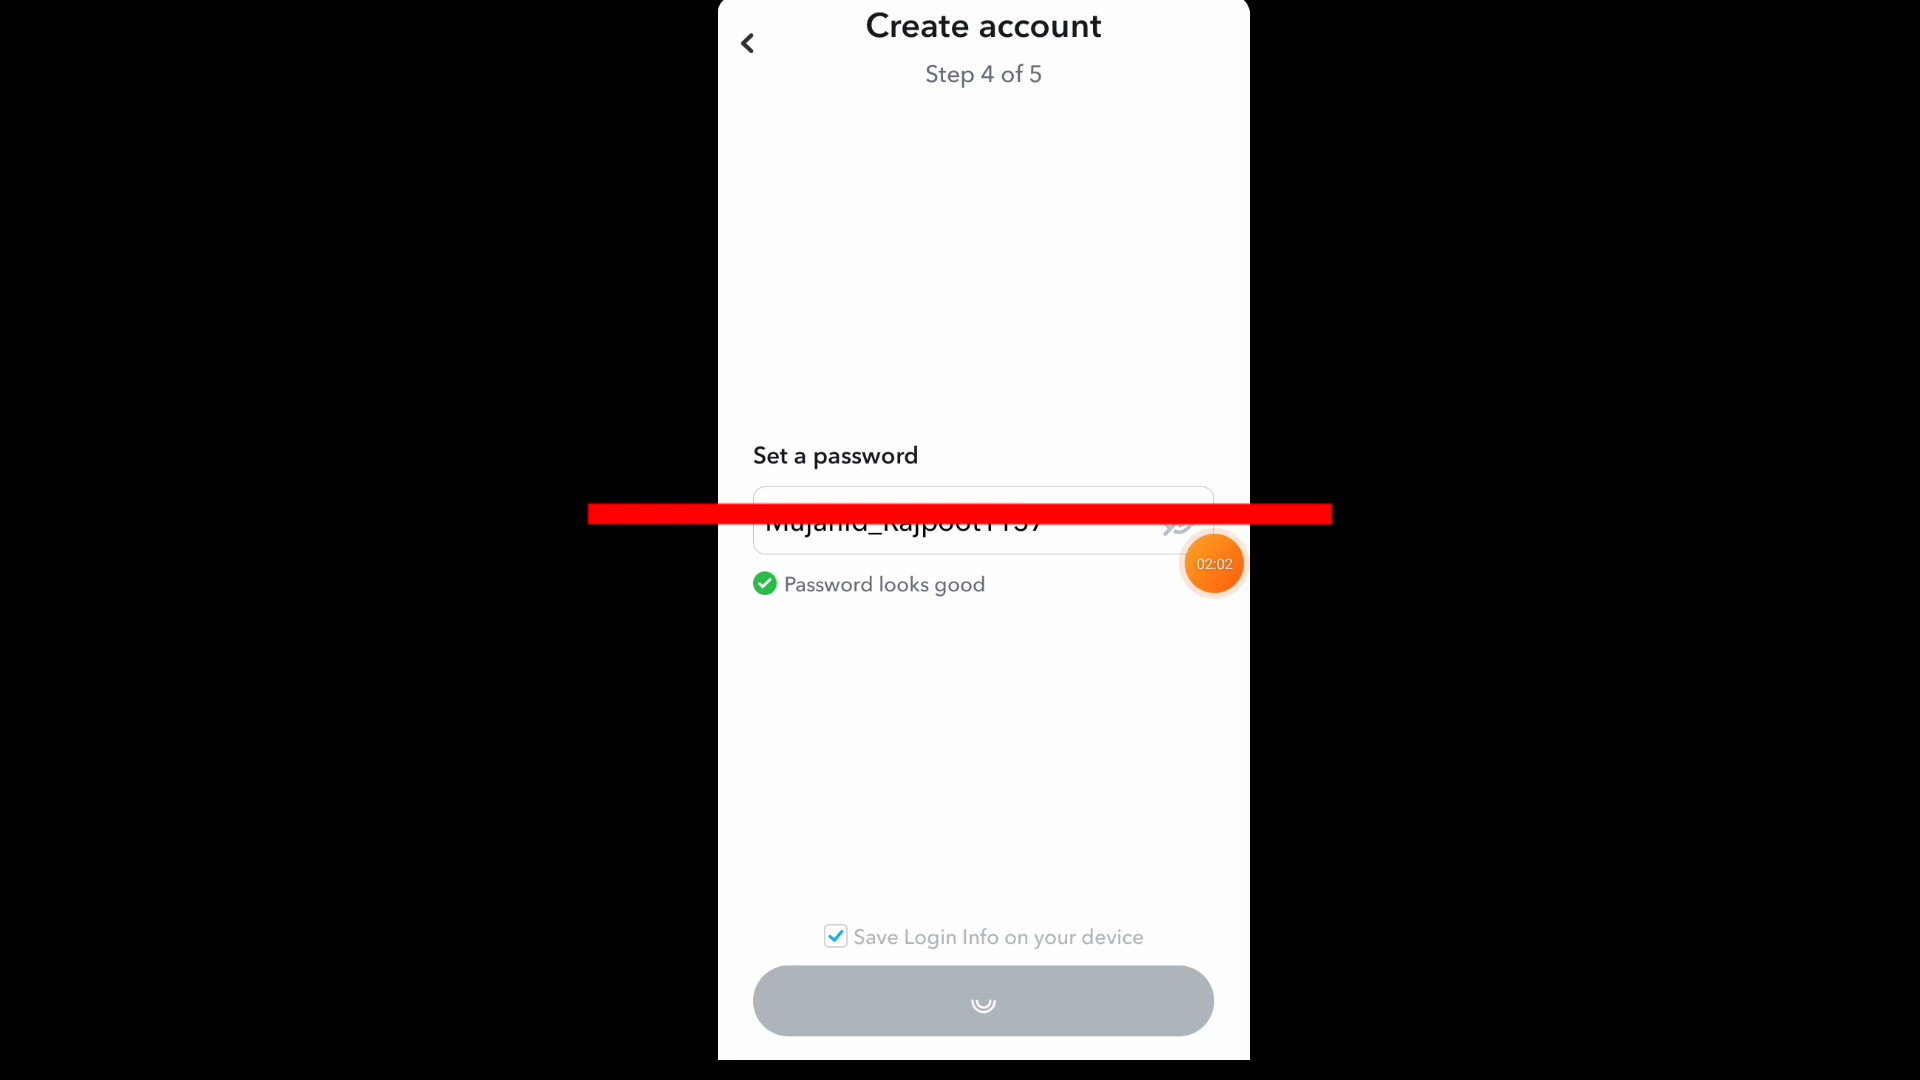 Create account
Step 4 of 5
Set a password
02:02
Password looks good
Save Login Info on your device